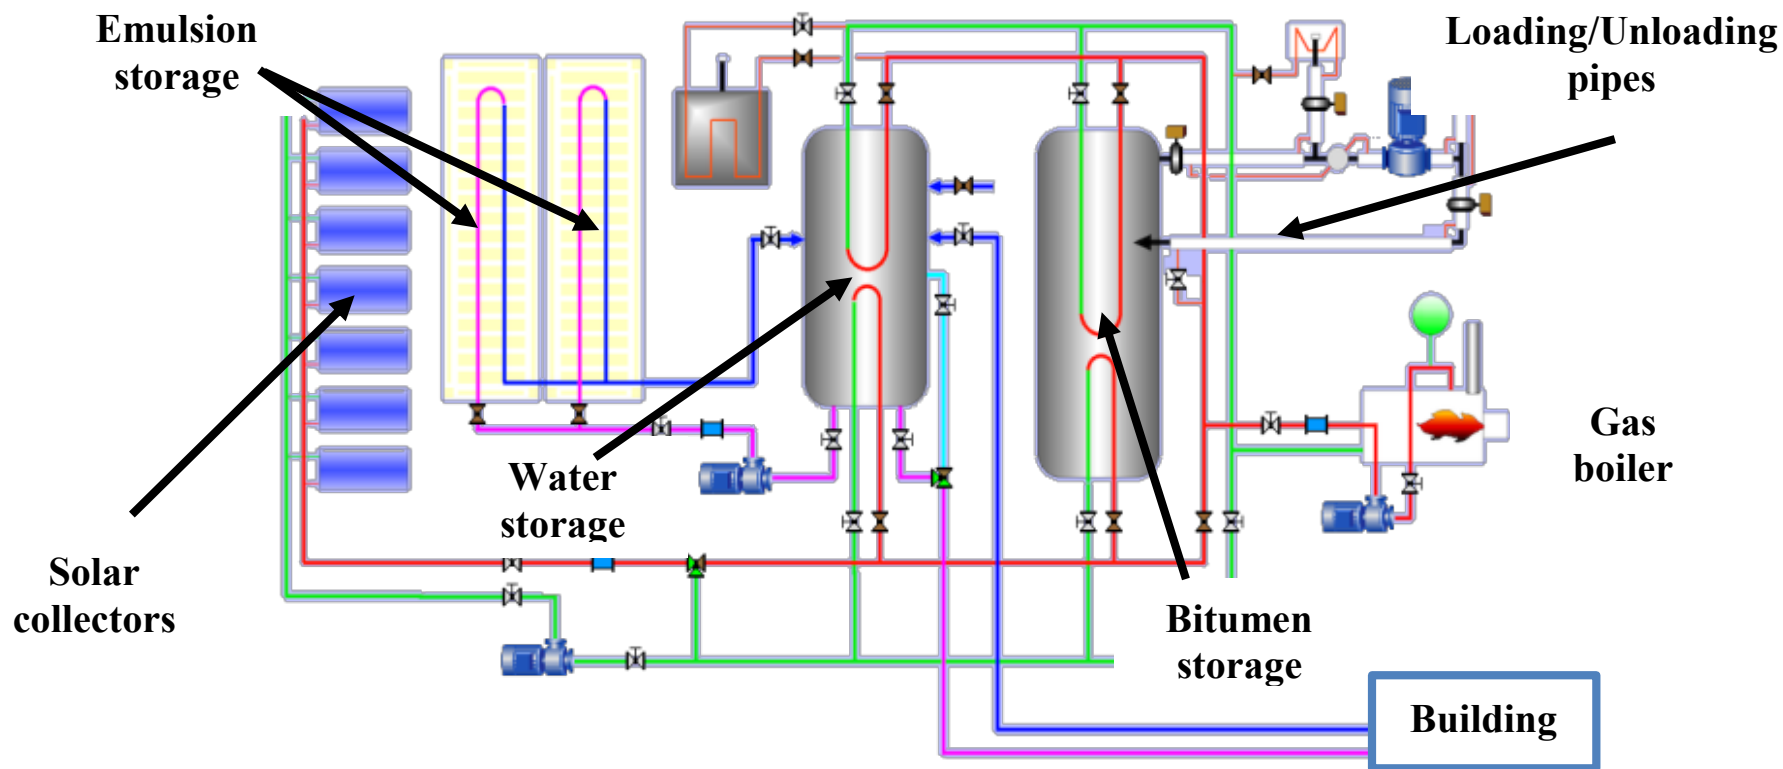 Emulsion
storage
Loading/Unloading
pipes
Gas
boiler
Water
storage
Solar
collectors
Bitumen
storage
Building